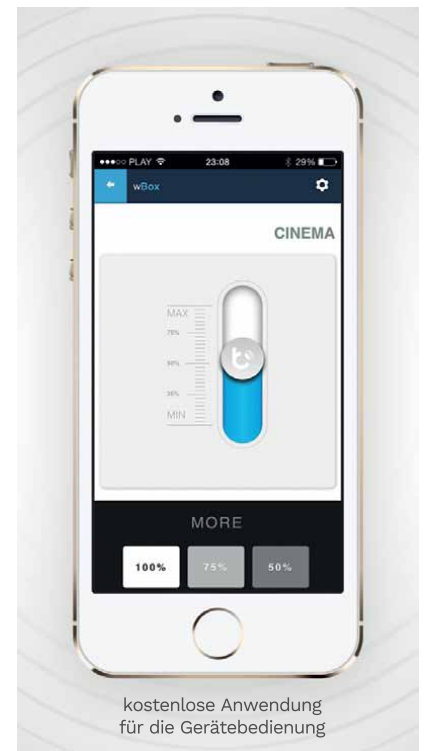 PLAY 23:08 29%
wBox
CINEMA
MAX
75%
50%
25%
MIN
MORE
100% 75% 50%
kostenlose Anwendung
für die Gerätebedienung